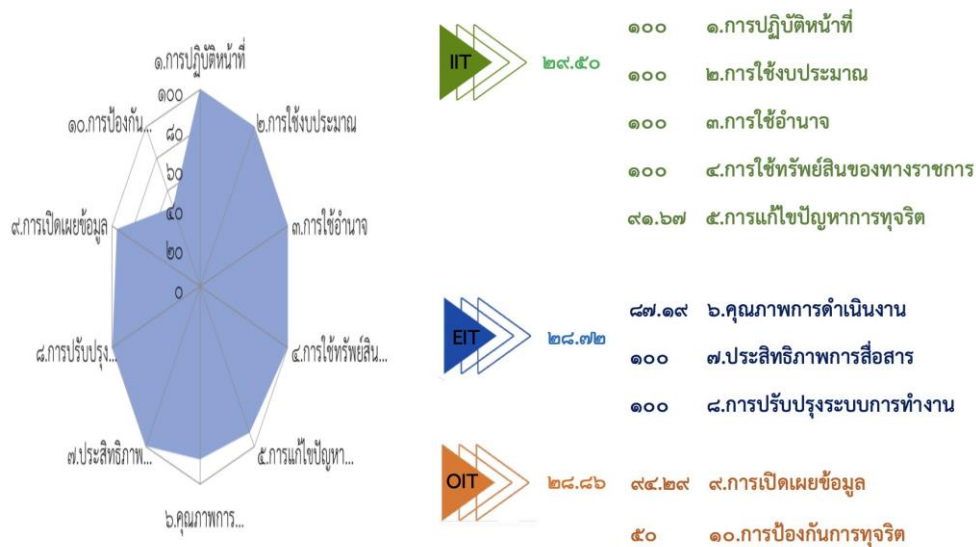 ๑.การปฏิบัติหน้าที่
๑๐๐
๑๐.การป้องกัน...
๘๐
๒.การใช้งบประมาณ
๖๐
๔๐
๙.การเปิดเผยข้อมูล
๓.การใช้อำนาจ
๒๐
๐
๘.การปรับปรุง...
๔.การใช้ทรัพย์สิน...
๗.ประสิทธิภาพ...
๕.การแก้ไขปัญหา...
๖.คุณภาพการ...
IIT ๒๙.๕๐
๑๐๐ ๑.การปฏิบัติหน้าที่
๑๐๐ ๒.การใช้งบประมาณ
๑๐๐ ๓.การใช้อำนาจ
๑๐๐ ๔.การใช้ทรัพย์สินของทางราชการ
๙๑.๖๗ ๕.การแก้ไขปัญหาการทุจริต
EIT ๒๘.๗๒
๘๗.๑๙ ๖.คุณภาพการดำเนินงาน
๑๐๐ ๗.ประสิทธิภาพการสื่อสาร
๑๐๐ ๘.การปรับปรุงระบบการทำงาน
OIT ๒๘.๘๖
๙๔.๒๙ ๙.การเปิดเผยข้อมูล
๕๐ ๑๐.การป้องกันการทุจริต